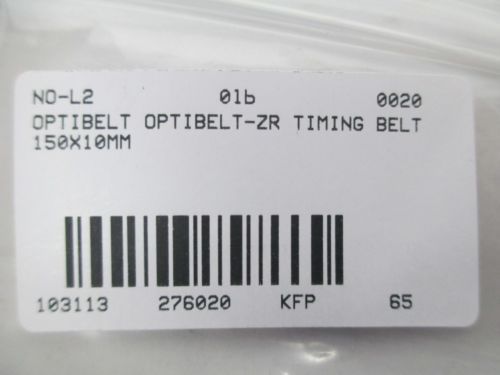 NO-L2 01b 0020
OPTIBELT OPTIBELT-ZR TIMING BELT
150X10MM
103113 276020 KFP 65